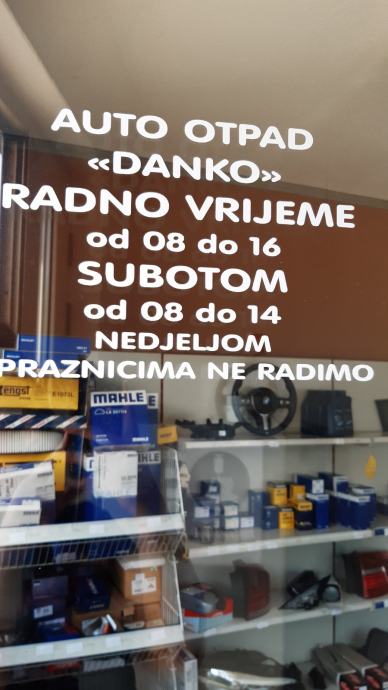 AUTO OTPAD
«DANKO»
RADNO VRIJEME
od 08 do 16
SUBOTOM
od 08 do 14
NEDJELJOM
PRAZNICIMA NE RADIMO
MAHLE